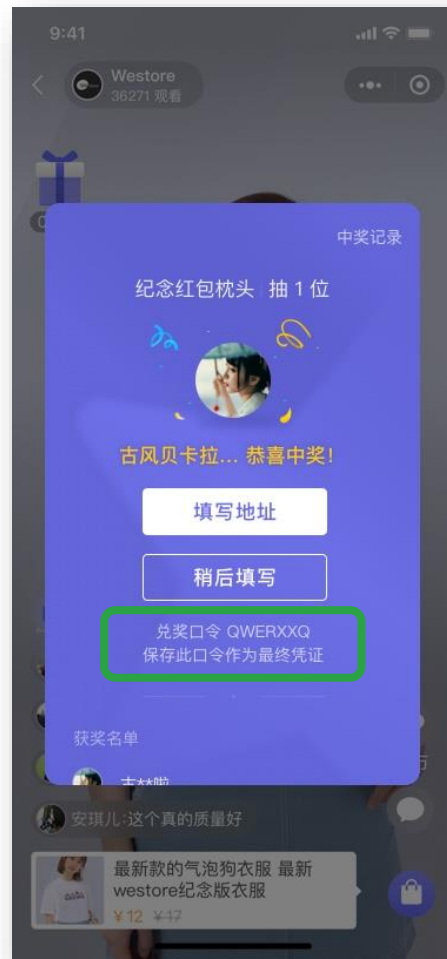 9:41
Westore
36271 观看
中奖记录
纪念红包枕头 抽 1 位
古风贝卡拉... 恭喜中奖!
填写地址
稍后填写
兑奖口令 QWERXXQ
保存此口令作为最终凭证
获奖名单
古**啦
万
安琪儿:这个真的质量好
最新款的气泡狗衣服 最新
westore纪念版衣服
¥12 ¥17